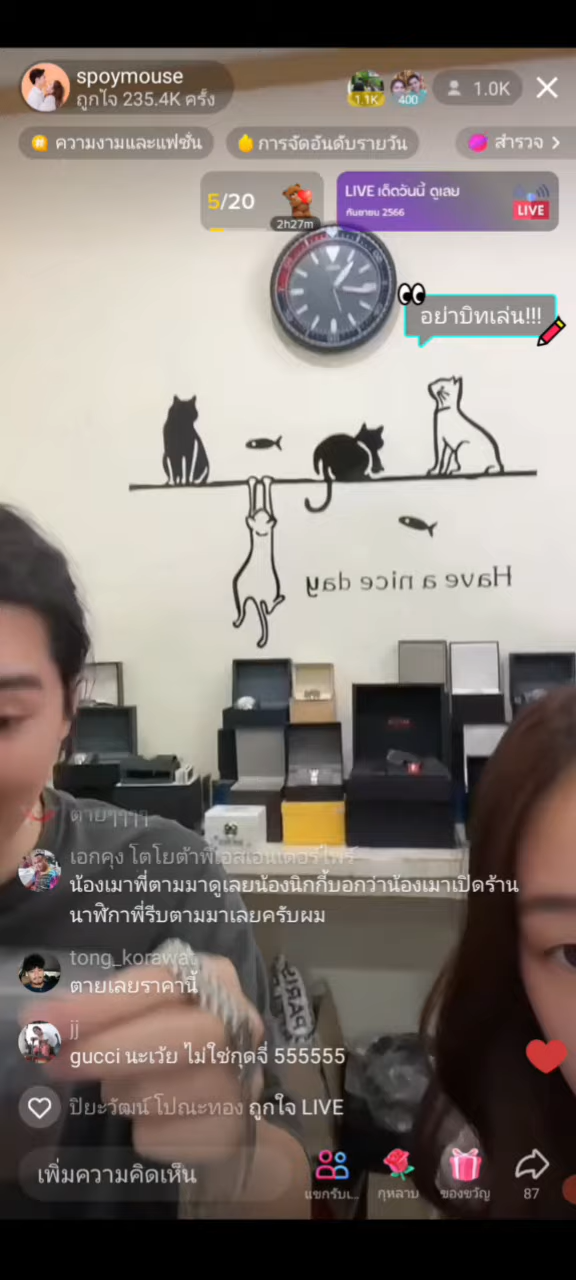 spoymouse
ถูกใจ 235.4K ครั้ง
1.1K
400
1.0K
ความงามและแฟชั่น
การจัดอันดับรายวัน
สำรวจ >
5/20
2h27m
LIVE เด็ดวันนี้ ดูเลย
กันยายน 2566
LIVE
อย่าบิทเล่น!!!
Have a nice day
ตายๆๆๆๆ
เอกคุง โตโยต้าพีเอสเอ็นเตอร์ไพร์
น้องเมาพี่ตามมาดูเลยน้องนิกกี้บอกว่าน้องเมาเปิดร้าน
นาฬิกาพี่รีบตามมาเลยครับผม
tong_korawat
ตายเลยราคานี้
PARIS
jj
gucci นะเว้ย ไม่ใช่กุดจี่ 555555
ปิยะวัฒน์ โปณะทอง ถูกใจ LIVE
เพิ่มความคิดเห็น
แขกรับเ...
กุหลาบ
ของขวัญ
87